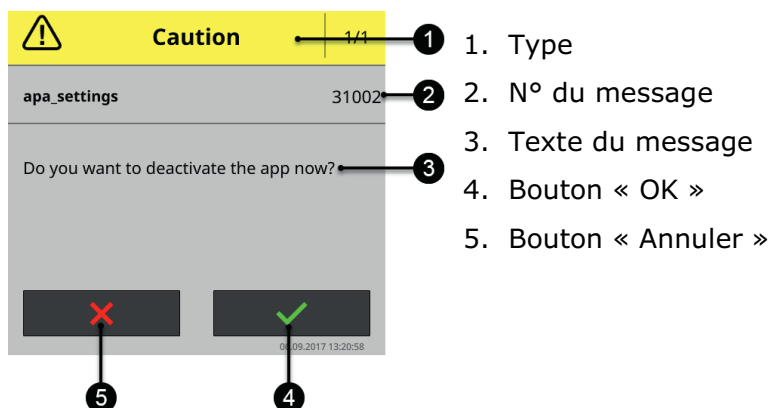 Caution 1/1 1
apa_settings 31002 2
Do you want to deactivate the app now? 3
06.09.2017 13:20:58
5 4
1. Type
2. N° du message
3. Texte du message
4. Bouton « OK »
5. Bouton « Annuler »